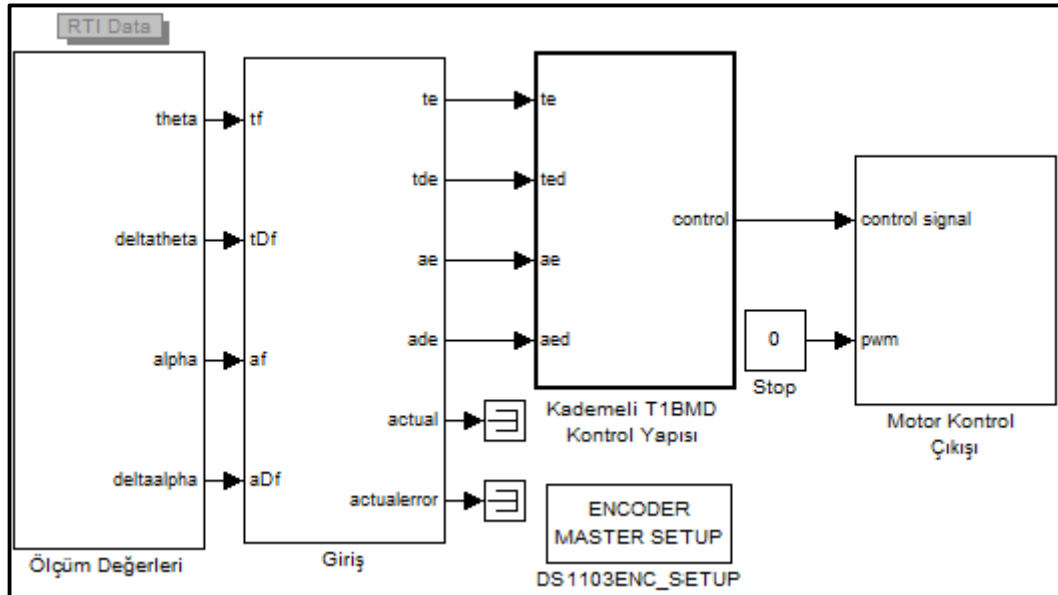 RTI Data
theta
deltatheta
alpha
deltaalpha
Ölçüm Değerleri
tf
tDf
af
aDf
te
tde
ae
ade
actual
actualerror
Giriş
te
ted
ae
aed
control
Kademeli T1BMD
Kontrol Yapısı
0
Stop
control signal
pwm
Motor Kontrol
Çıkışı
ENCODER
MASTER SETUP
DS1103ENC_SETUP